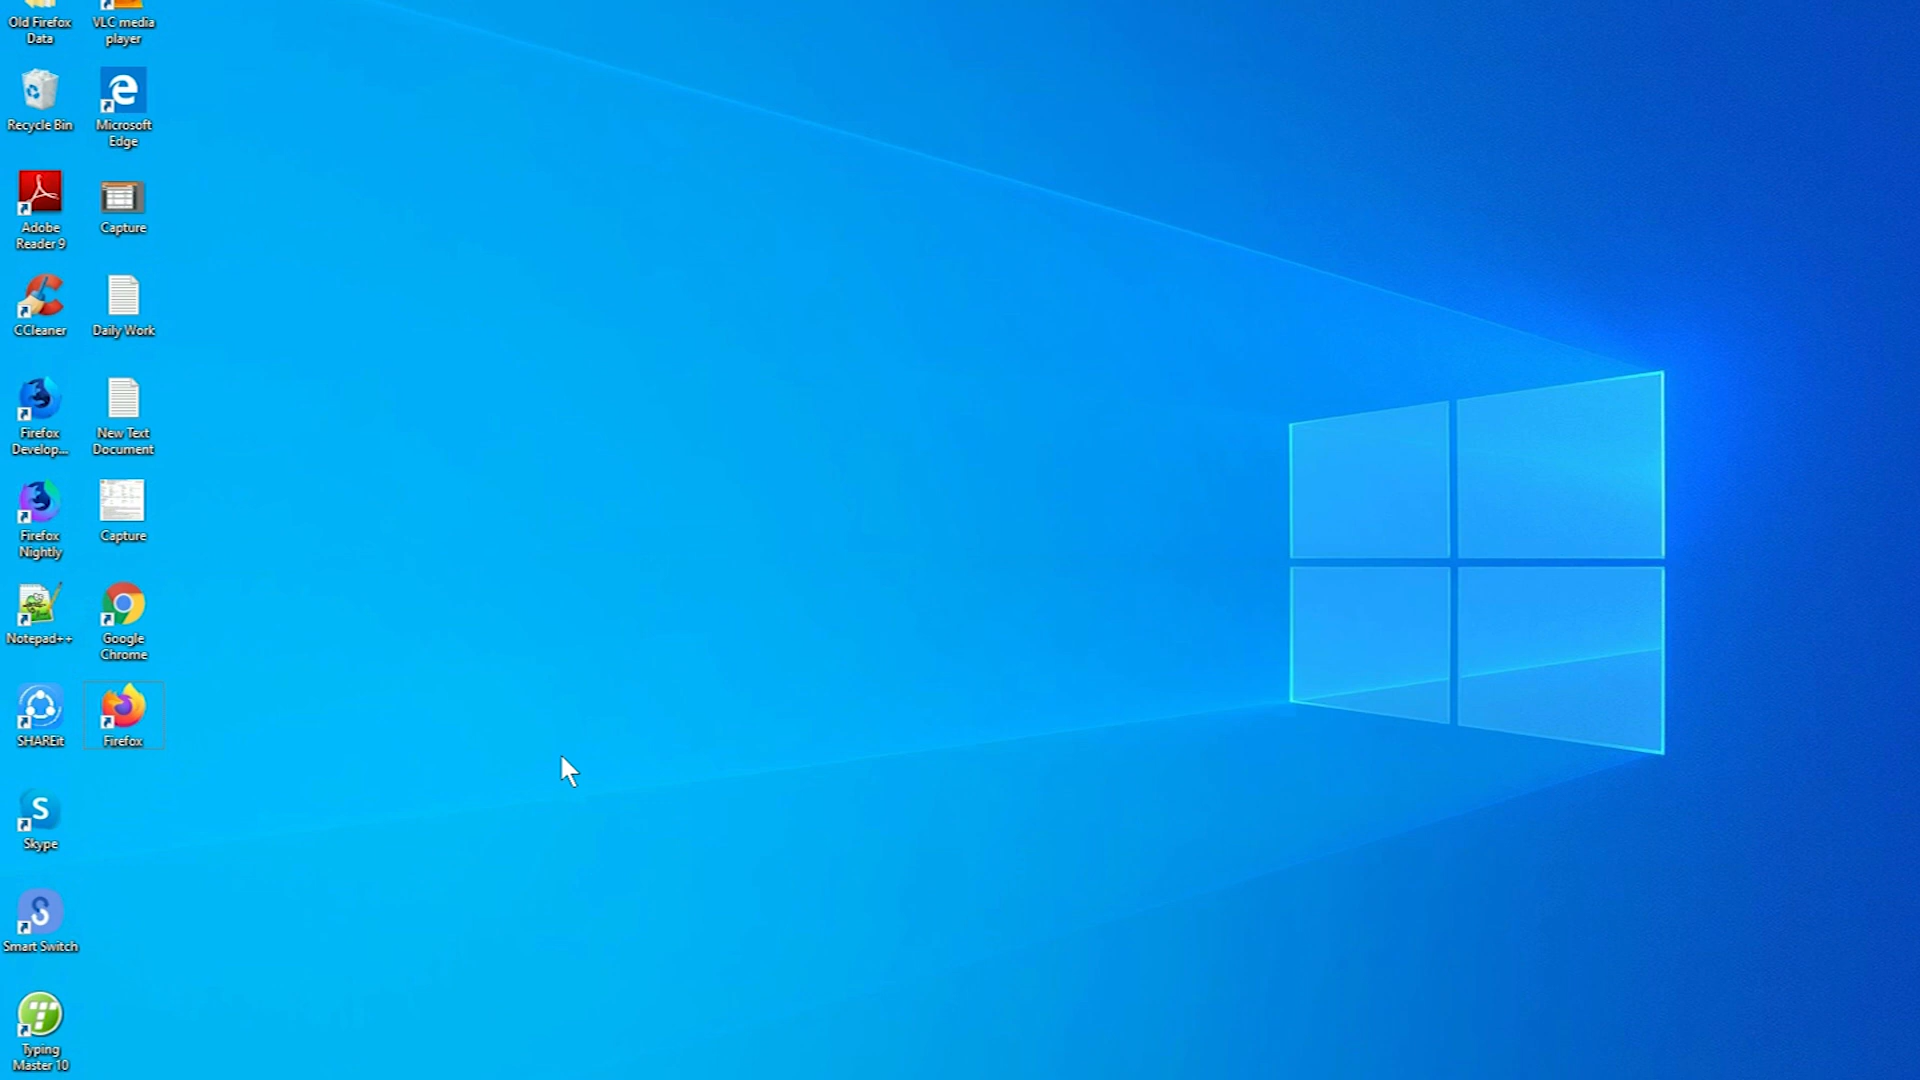 Old Firefox
Data
VLC media
player
Recycle Bin
Microsoft
Edge
Adobe
Reader 9
Capture
CCleaner
Daily Work
Firefox
Develop...
New Text
Document
Firefox
Nightly
Capture
Notepad++
Google
Chrome
SHAREit
Firefox
Skype
Smart Switch
Typing
Master 10